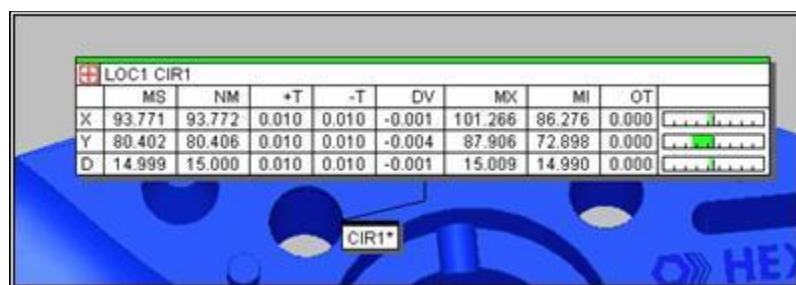 LOC1 CIR1
MS NM +T -T DV MX MI OT
X 93.771 93.772 0.010 0.010 -0.001 101.266 86.276 0.000
Y 80.402 80.406 0.010 0.010 -0.004 87.906 72.898 0.000
D 14.999 15.000 0.010 0.010 -0.001 15.009 14.990 0.000
CIR1*
HEX